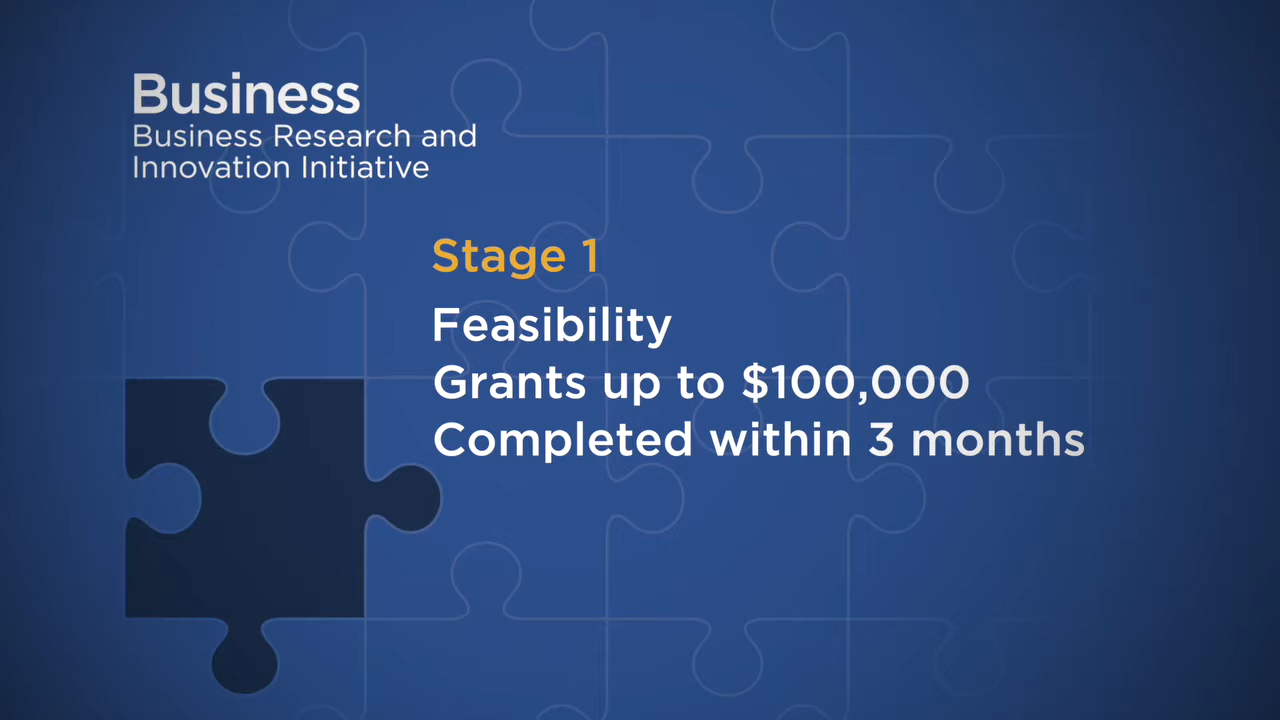 Business
Business Research and
Innovation Initiative
Stage 1
Feasibility
Grants up to $100,000
Completed within 3 months